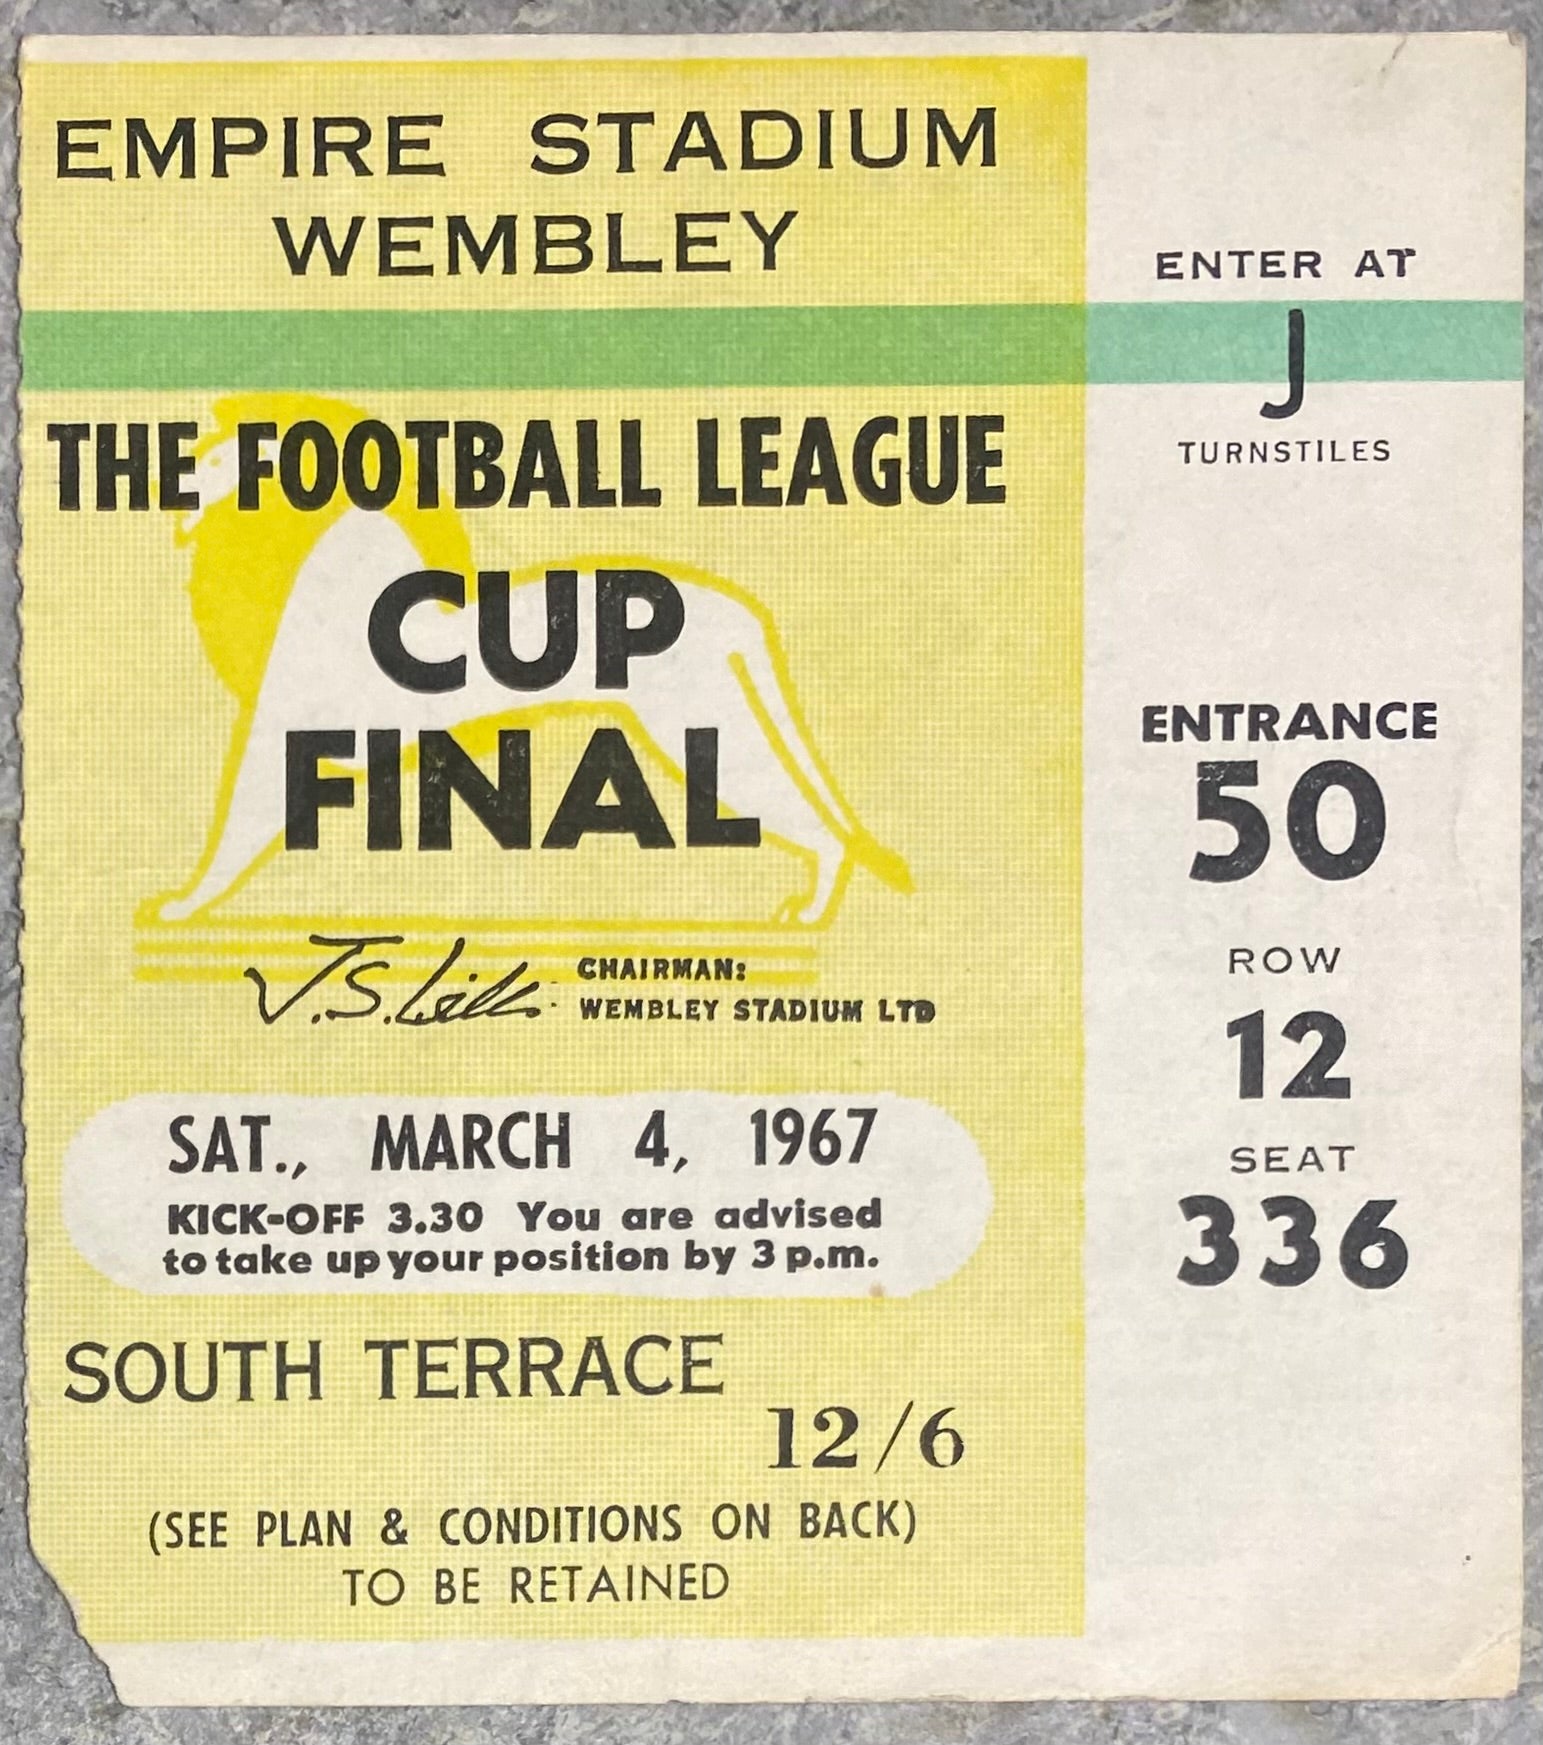 EMPIRE STADIUM
WEMBLEY
THE FOOTBALL LEAGUE
CUP
FINAL
J.S.Wills
CHAIRMAN:
WEMBLEY STADIUM LTD
SAT., MARCH 4, 1967
KICK-OFF 3.30 You are advised
to take up your position by 3 p.m.
SOUTH TERRACE
12/6
(SEE PLAN & CONDITIONS ON BACK)
TO BE RETAINED
ENTER AT
J
TURNSTILES
ENTRANCE
50
ROW
12
SEAT
336